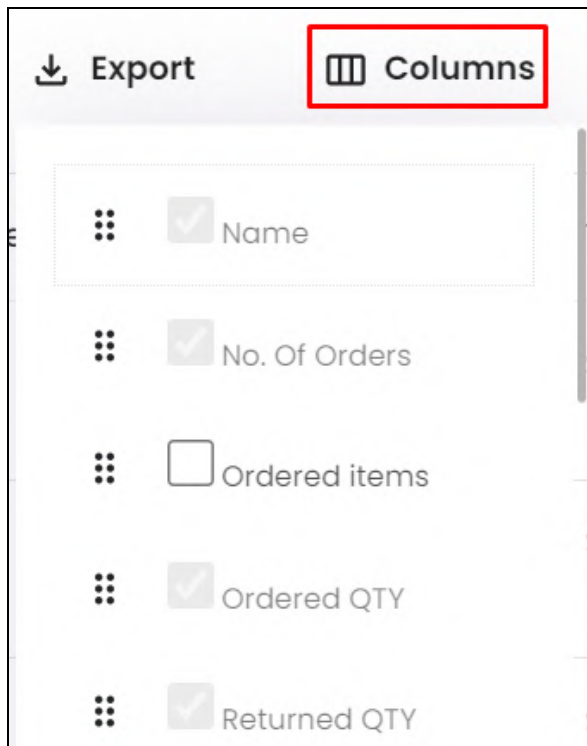 Export Columns
Name
No. Of Orders
Ordered items
Ordered QTY
Returned QTY